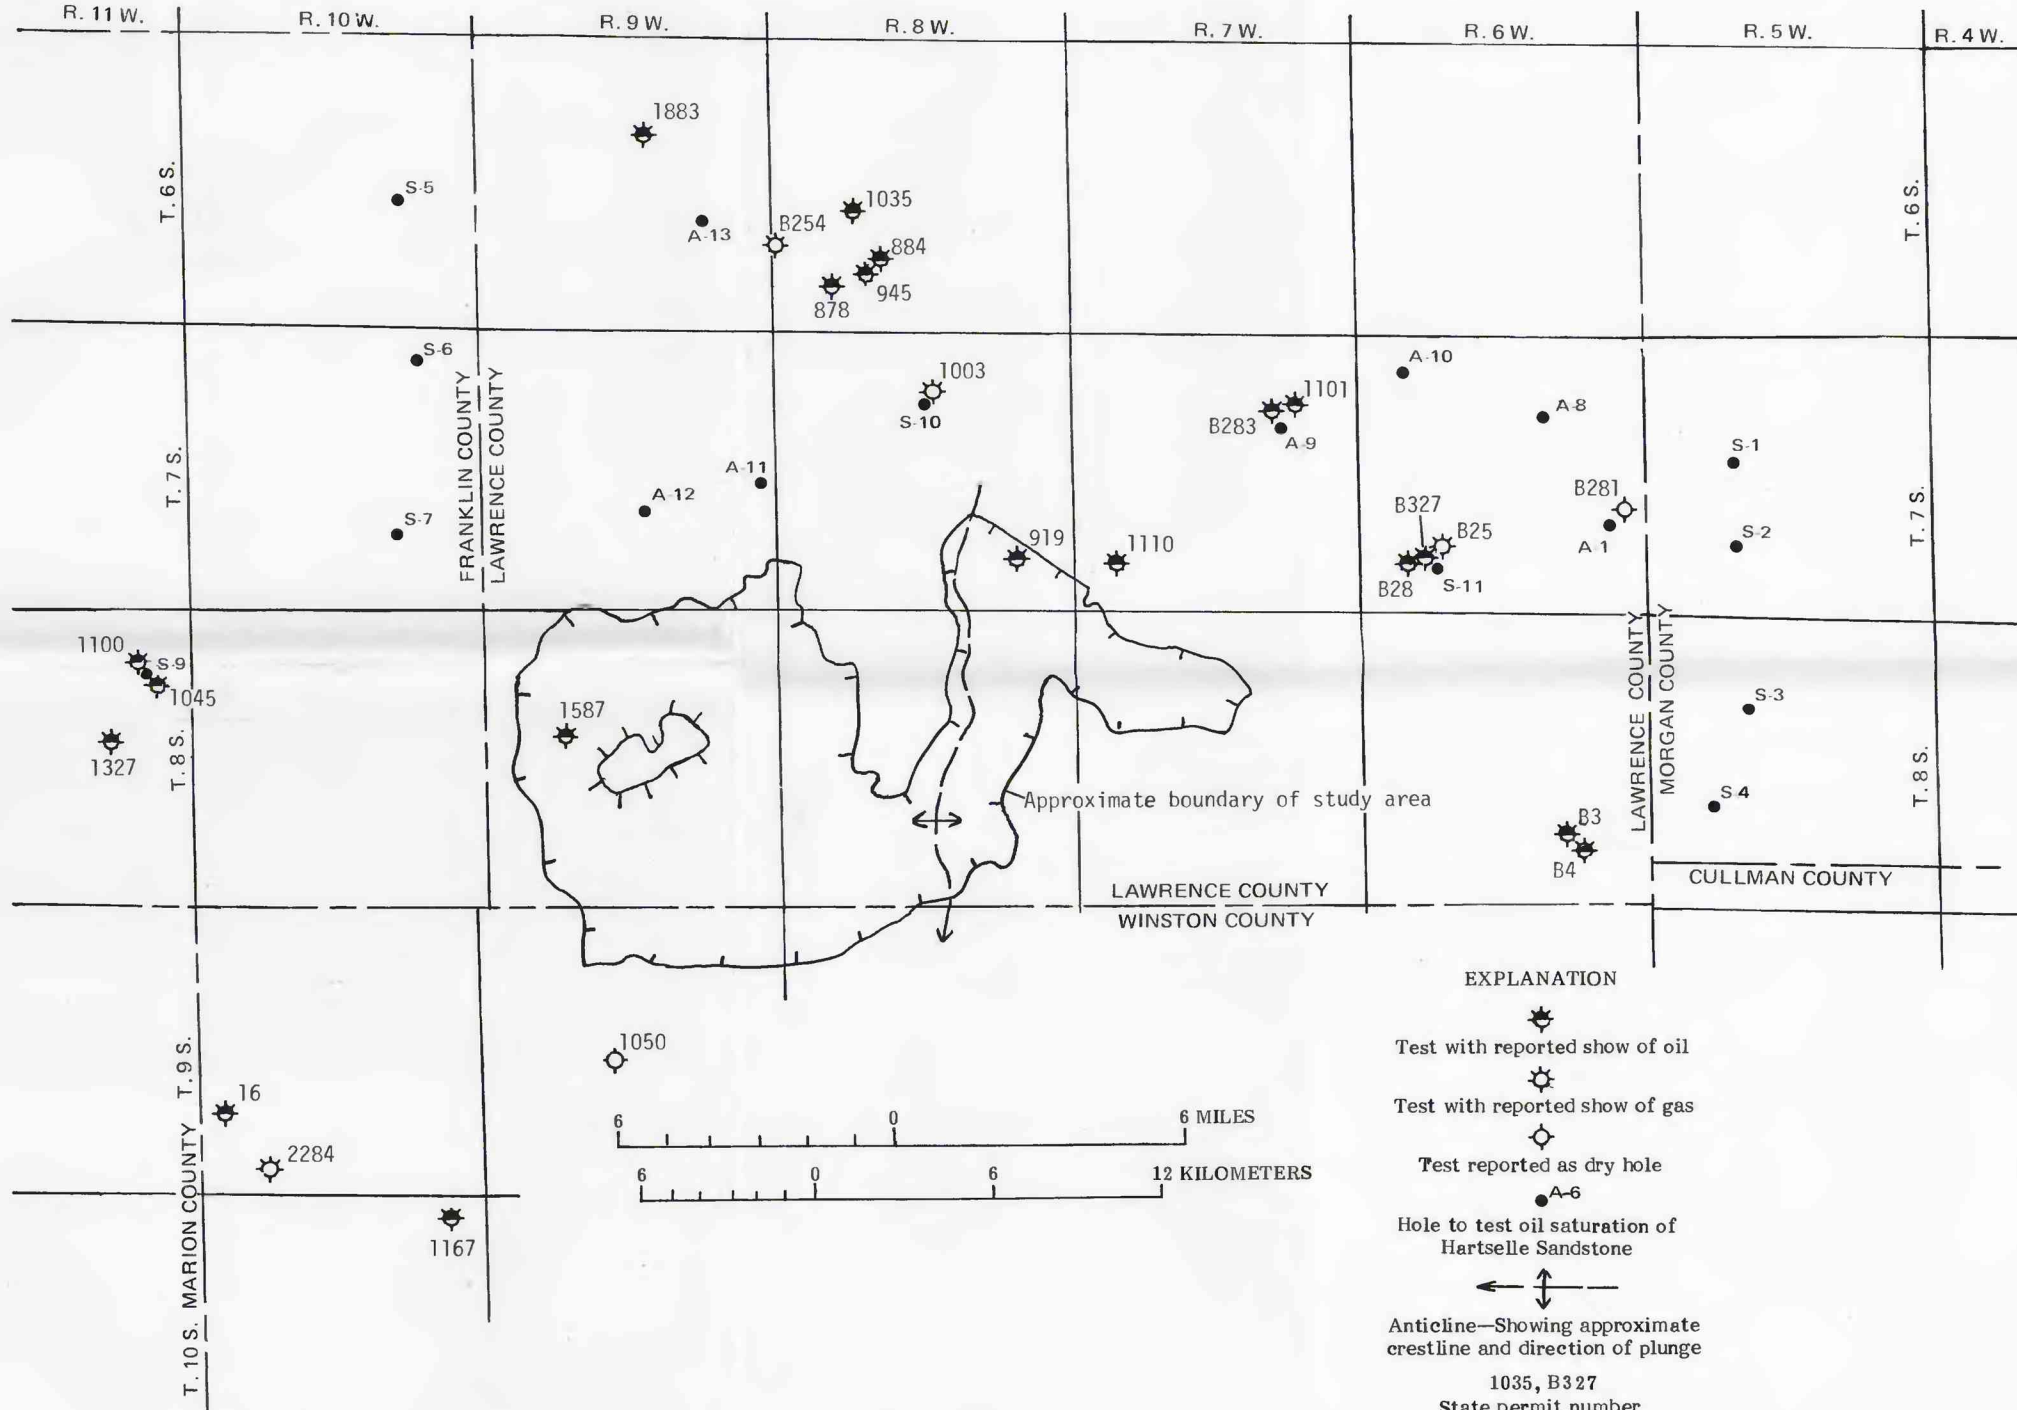 R. 11 W.
R. 10 W.
R. 9 W.
R. 8 W.
R. 7 W.
R. 6 W.
R. 5 W.
R. 4 W.
T. 6 S.
T. 6 S.
1883
S-5
A-13
B254
1035
884
945
878
S-6
1003
S-10
A-10
1101
B283
A-9
A-8
S-1
FRANKLIN COUNTY
LAWRENCE COUNTY
T. 7 S.
T. 7 S.
A-11
A-12
S-7
B281
A-1
S-2
B327
B25
B28
S-11
919
1110
1100
S-9
1045
1327
T. 8 S.
1587
LAWRENCE COUNTY
MORGAN COUNTY
S-3
S-4
T. 8 S.
Approximate boundary of study area
B3
B4
CULLMAN COUNTY
LAWRENCE COUNTY
WINSTON COUNTY
T. 9 S.
1050
16
2284
1167
T. 10 S. MARION COUNTY
6 0 6 MILES
6 0 6 12 KILOMETERS
EXPLANATION
Test with reported show of oil
Test with reported show of gas
Test reported as dry hole
A-6
Hole to test oil saturation of
Hartselle Sandstone
Anticline—Showing approximate
crestline and direction of plunge
1035, B327
State permit number